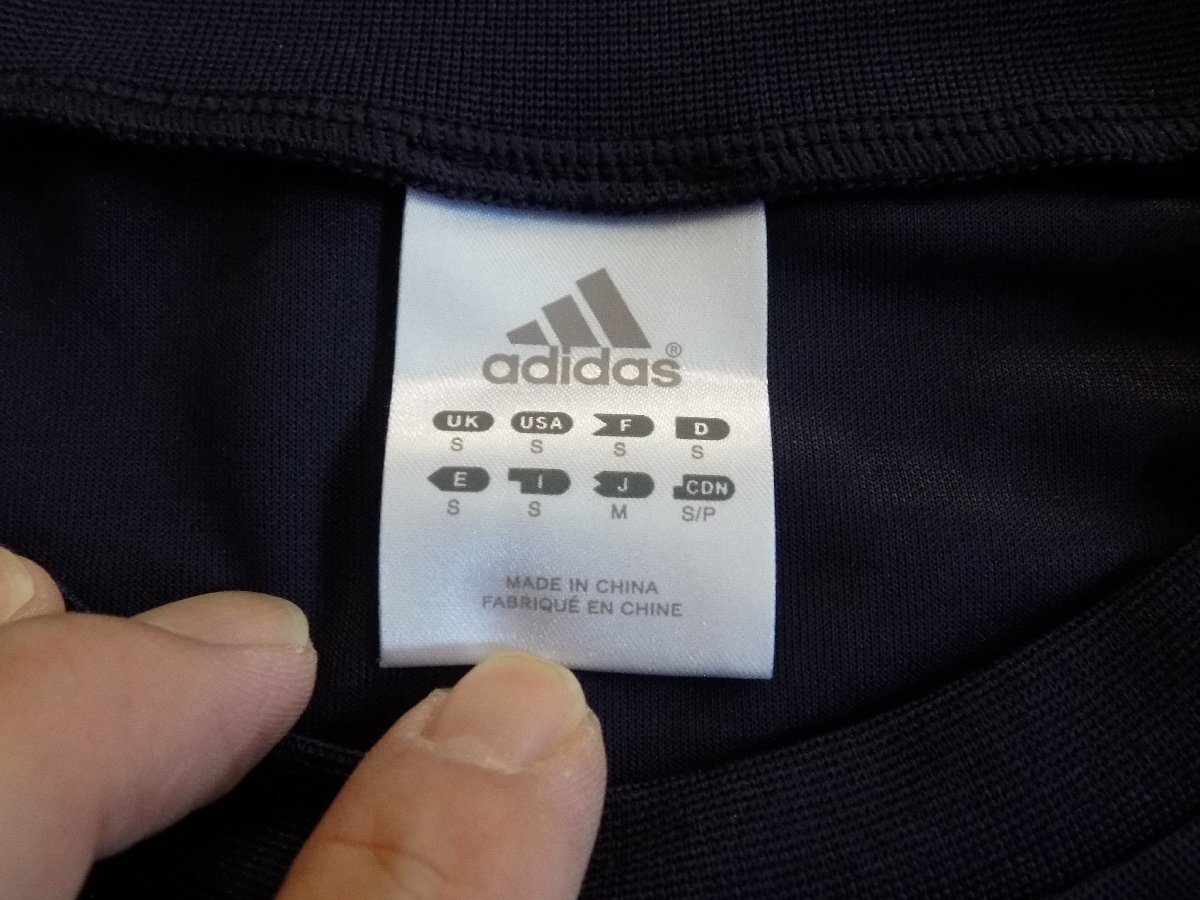 adidas®
UK USA F D
S S S S
E I J CDN
S S M S/P
MADE IN CHINA
FABRIQUÉ EN CHINE